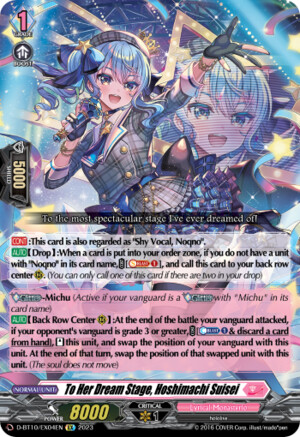 1
GRADE
BOOST
5000
SHIELD
To the most spectacular stage I've ever dreamed of!
CONT:This card is also regarded as "Shy Vocal, Noqno".
AUTO【Drop】:When a card is put into your order zone, if you do not have a unit
with "Noqno" in its card name, and call this card to your back row
center. (You can only call one of this card if there are two in your drop)
-Michu (Active if your vanguard is a with "Michu" in its
card name)
AUTO【Back Row Center】:At the end of the battle your vanguard attacked,
if your opponent's vanguard is grade 3 or greater, & discard a card
from hand], this unit, and swap the position of your vanguard with this
unit. At the end of that turn, swap the position of that swapped unit with
this unit. (The soul does not move)
NORMAL UNIT
To Her Dream Stage, Hoshimachi Suisei
POWER 8000
CRITICAL
1
Lyrical Monasterio
hololive
D-BT10/EX04EN 2023
© 2016 COVER Corp. Illust/